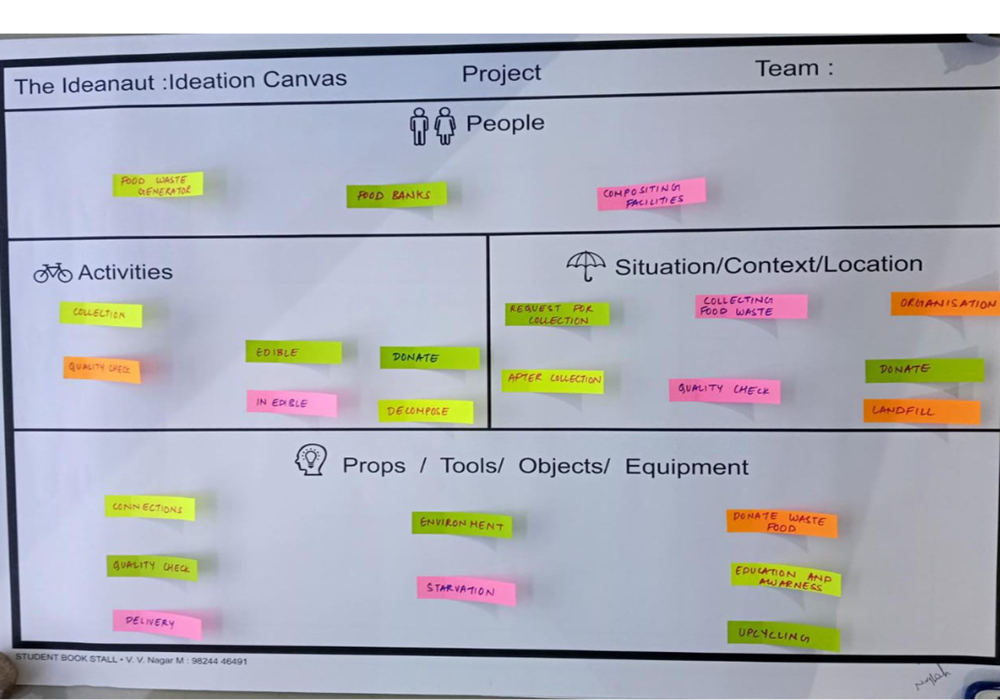 The Ideanaut :Ideation Canvas Project Team :
People
FOOD WASTE
GENERATOR
FOOD BANKS
COMPOSITING
FACILITIES
Activities
COLLECTION
QUALITY CHECK
EDIBLE
DONATE
IN EDIBLE
DECOMPOSE
Situation/Context/Location
REQUEST FOR
COLLECTION
COLLECTING
FOOD WASTE
ORGANISATION
AFTER COLLECTION
QUALITY CHECK
DONATE
LANDFILL
Props / Tools/ Objects/ Equipment
CONNECTIONS
ENVIRONMENT
DONATE WASTE
FOOD
QUALITY CHECK
STARVATION
EDUCATION AND
AWARNESS
DELIVERY
UPCYCLING
STUDENT BOOK STALL • V. V. Nagar M : 98244 46491